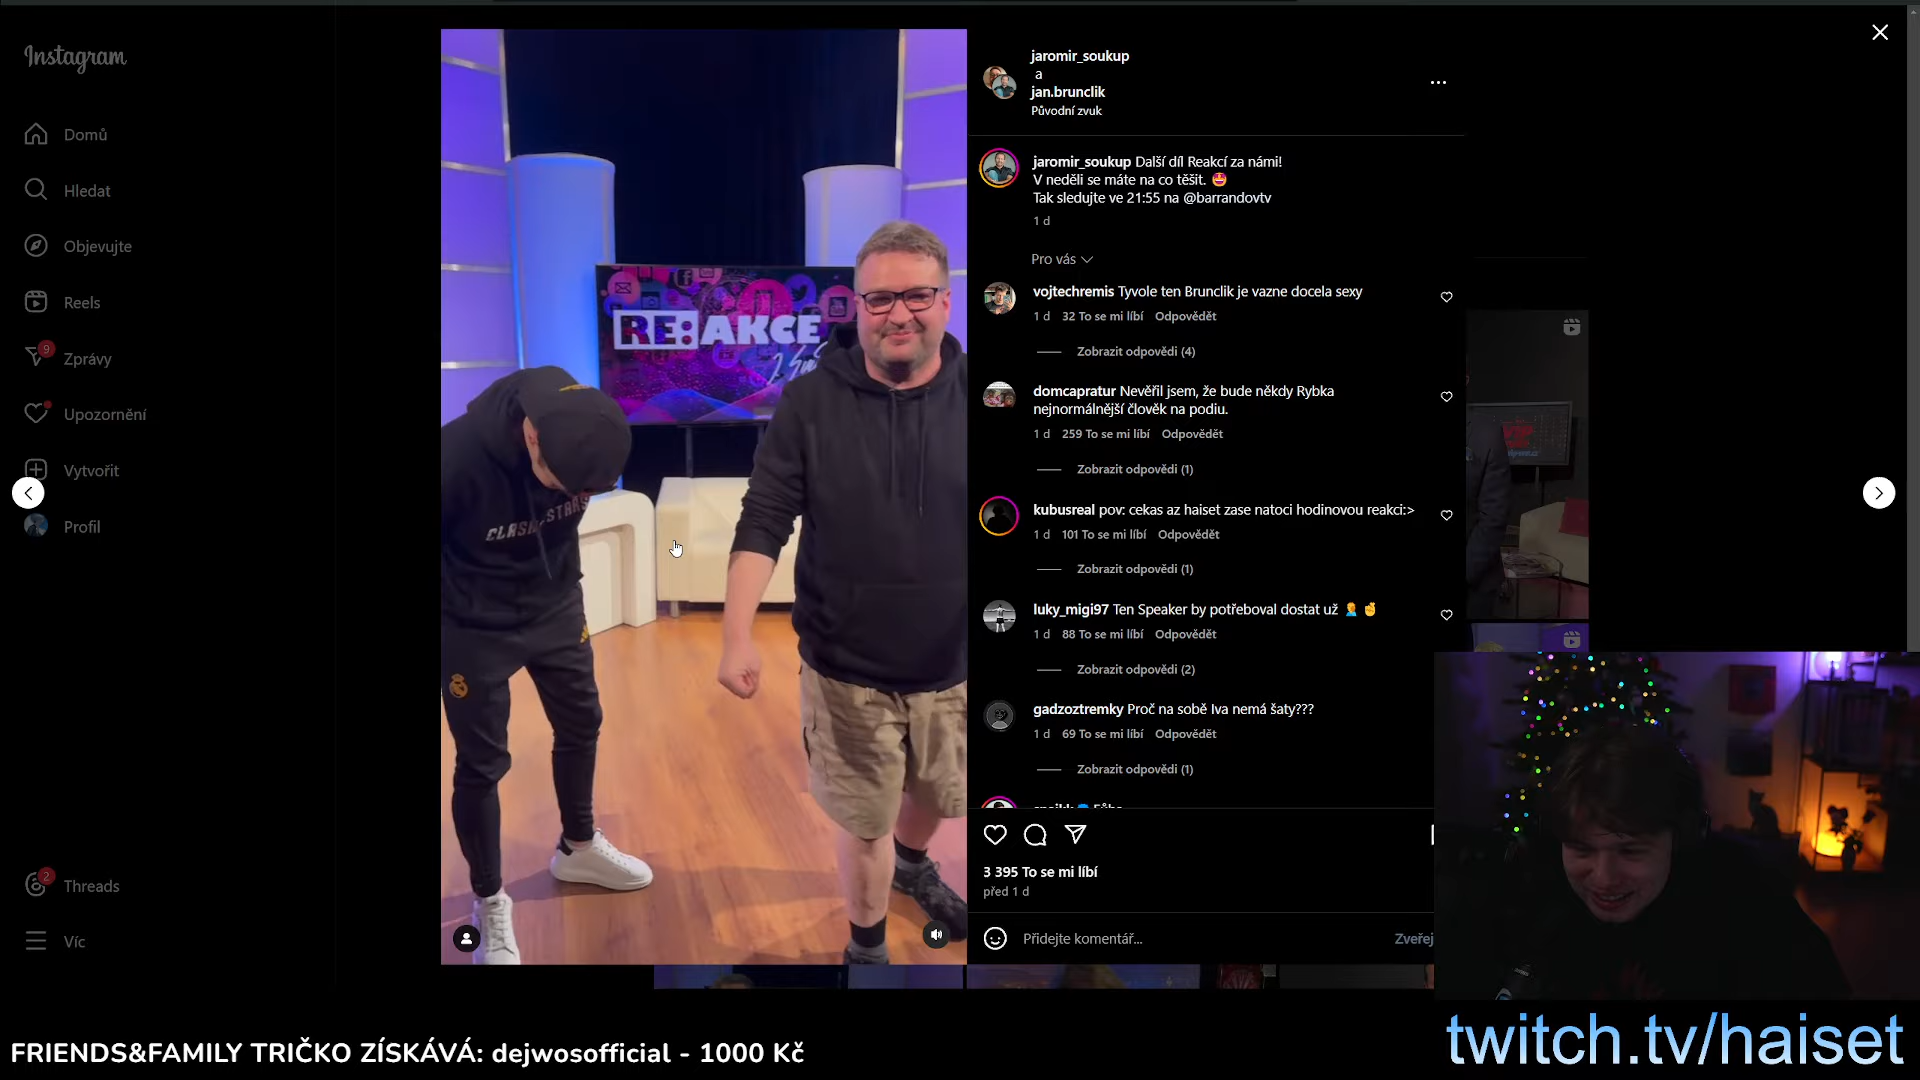 Instagram
Domů
Hledat
Objevujte
Reels
9
Zprávy
Upozornění
Vytvořit
Profil
2
Threads
Víc
RE:AKCE
CLASH STARS
jaromir_soukup
a
jan.brunclik
Původní zvuk
jaromir_soukup Další díl Reakcí za námi!
V neděli se máte na co těšit. 🤩
Tak sledujte ve 21:55 na @barrandovtv
1 d
Pro vás
vojtechremis Tyvole ten Brunclik je vazne docela sexy
1 d 32 To se mi líbí Odpovědět
Zobrazit odpovědi (4)
domcapratur Nevěřil jsem, že bude někdy Rybka
nejnormálnější člověk na podiu.
1 d 259 To se mi líbí Odpovědět
Zobrazit odpovědi (1)
kubusreal pov: cekas az haiset zase natoci hodinovou reakci:>
1 d 101 To se mi líbí Odpovědět
Zobrazit odpovědi (1)
luky_migi97 Ten Speaker by potřeboval dostat už
1 d 88 To se mi líbí Odpovědět
Zobrazit odpovědi (2)
gadzoztremky Proč na sobě Iva nemá šaty???
1 d 69 To se mi líbí Odpovědět
Zobrazit odpovědi (1)
3 395 To se mi líbí
před 1 d
Přidejte komentář...
Zveřej
FRIENDS&FAMILY TRIČKO ZÍSKÁVÁ: dejwosofficial - 1000 Kč
twitch.tv/haiset